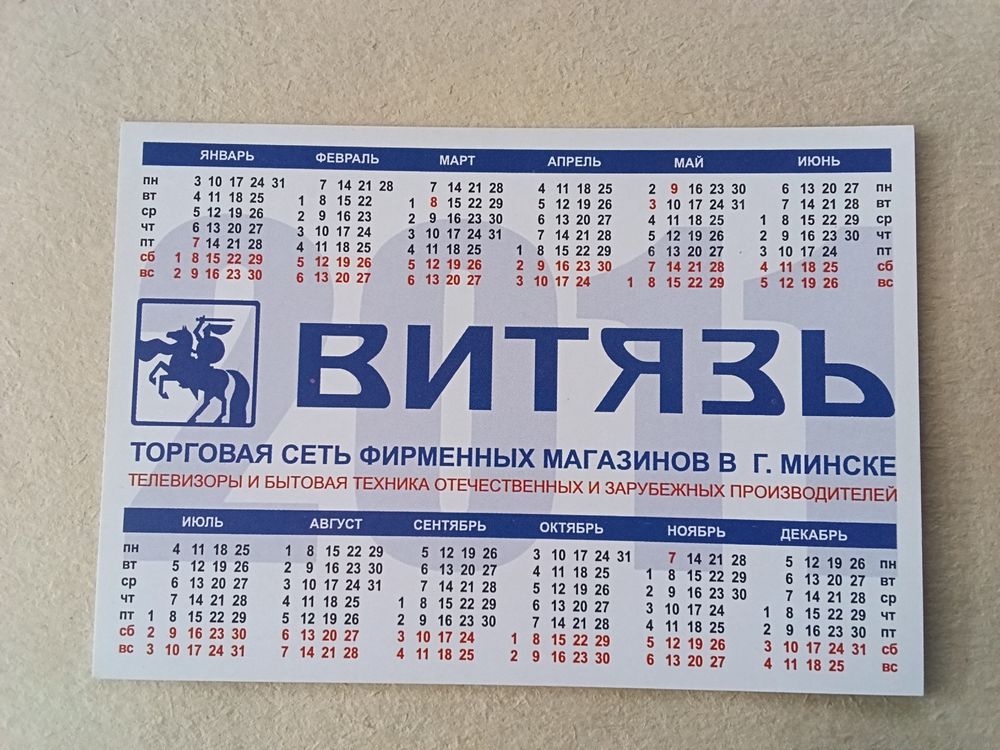 ЯНВАРЬ ФЕВРАЛЬ МАРТ АПРЕЛЬ МАЙ ИЮНЬ
пн 3 10 17 24 31 7 14 21 28 7 14 21 28 4 11 18 25 2 9 16 23 30 6 13 20 27 пн
вт 4 11 18 25 1 8 15 22 1 8 15 22 29 5 12 19 26 3 10 17 24 31 7 14 21 28 вт
ср 5 12 19 26 2 9 16 23 2 9 16 23 30 6 13 20 27 4 11 18 25 1 8 15 22 29 ср
чт 6 13 20 27 3 10 17 24 3 10 17 24 31 7 14 21 28 5 12 19 26 2 9 16 23 30 чт
пт 7 14 21 28 4 11 18 25 4 11 18 25 1 8 15 22 29 6 13 20 27 3 10 17 24 пт
сб 1 8 15 22 29 5 12 19 26 5 12 19 26 2 9 16 23 30 7 14 21 28 4 11 18 25 сб
вс 2 9 16 23 30 6 13 20 27 6 13 20 27 3 10 17 24 1 8 15 22 29 5 12 19 26 вс
2011
ВИТЯЗЬ
ТОРГОВАЯ СЕТЬ ФИРМЕННЫХ МАГАЗИНОВ В Г. МИНСКЕ
ТЕЛЕВИЗОРЫ И БЫТОВАЯ ТЕХНИКА ОТЕЧЕСТВЕННЫХ И ЗАРУБЕЖНЫХ ПРОИЗВОДИТЕЛЕЙ
ИЮЛЬ АВГУСТ СЕНТЯБРЬ ОКТЯБРЬ НОЯБРЬ ДЕКАБРЬ
пн 4 11 18 25 1 8 15 22 29 5 12 19 26 3 10 17 24 31 7 14 21 28 5 12 19 26 пн
вт 5 12 19 26 2 9 16 23 30 6 13 20 27 4 11 18 25 1 8 15 22 29 6 13 20 27 вт
ср 6 13 20 27 3 10 17 24 31 7 14 21 28 5 12 19 26 2 9 16 23 30 7 14 21 28 ср
чт 7 14 21 28 4 11 18 25 1 8 15 22 29 6 13 20 27 3 10 17 24 1 8 15 22 29 чт
пт 1 8 15 22 29 5 12 19 26 2 9 16 23 30 7 14 21 28 4 11 18 25 2 9 16 23 30 пт
сб 2 9 16 23 30 6 13 20 27 3 10 17 24 1 8 15 22 29 5 12 19 26 3 10 17 24 31 сб
вс 3 10 17 24 31 7 14 21 28 4 11 18 25 2 9 16 23 30 6 13 20 27 4 11 18 25 вс